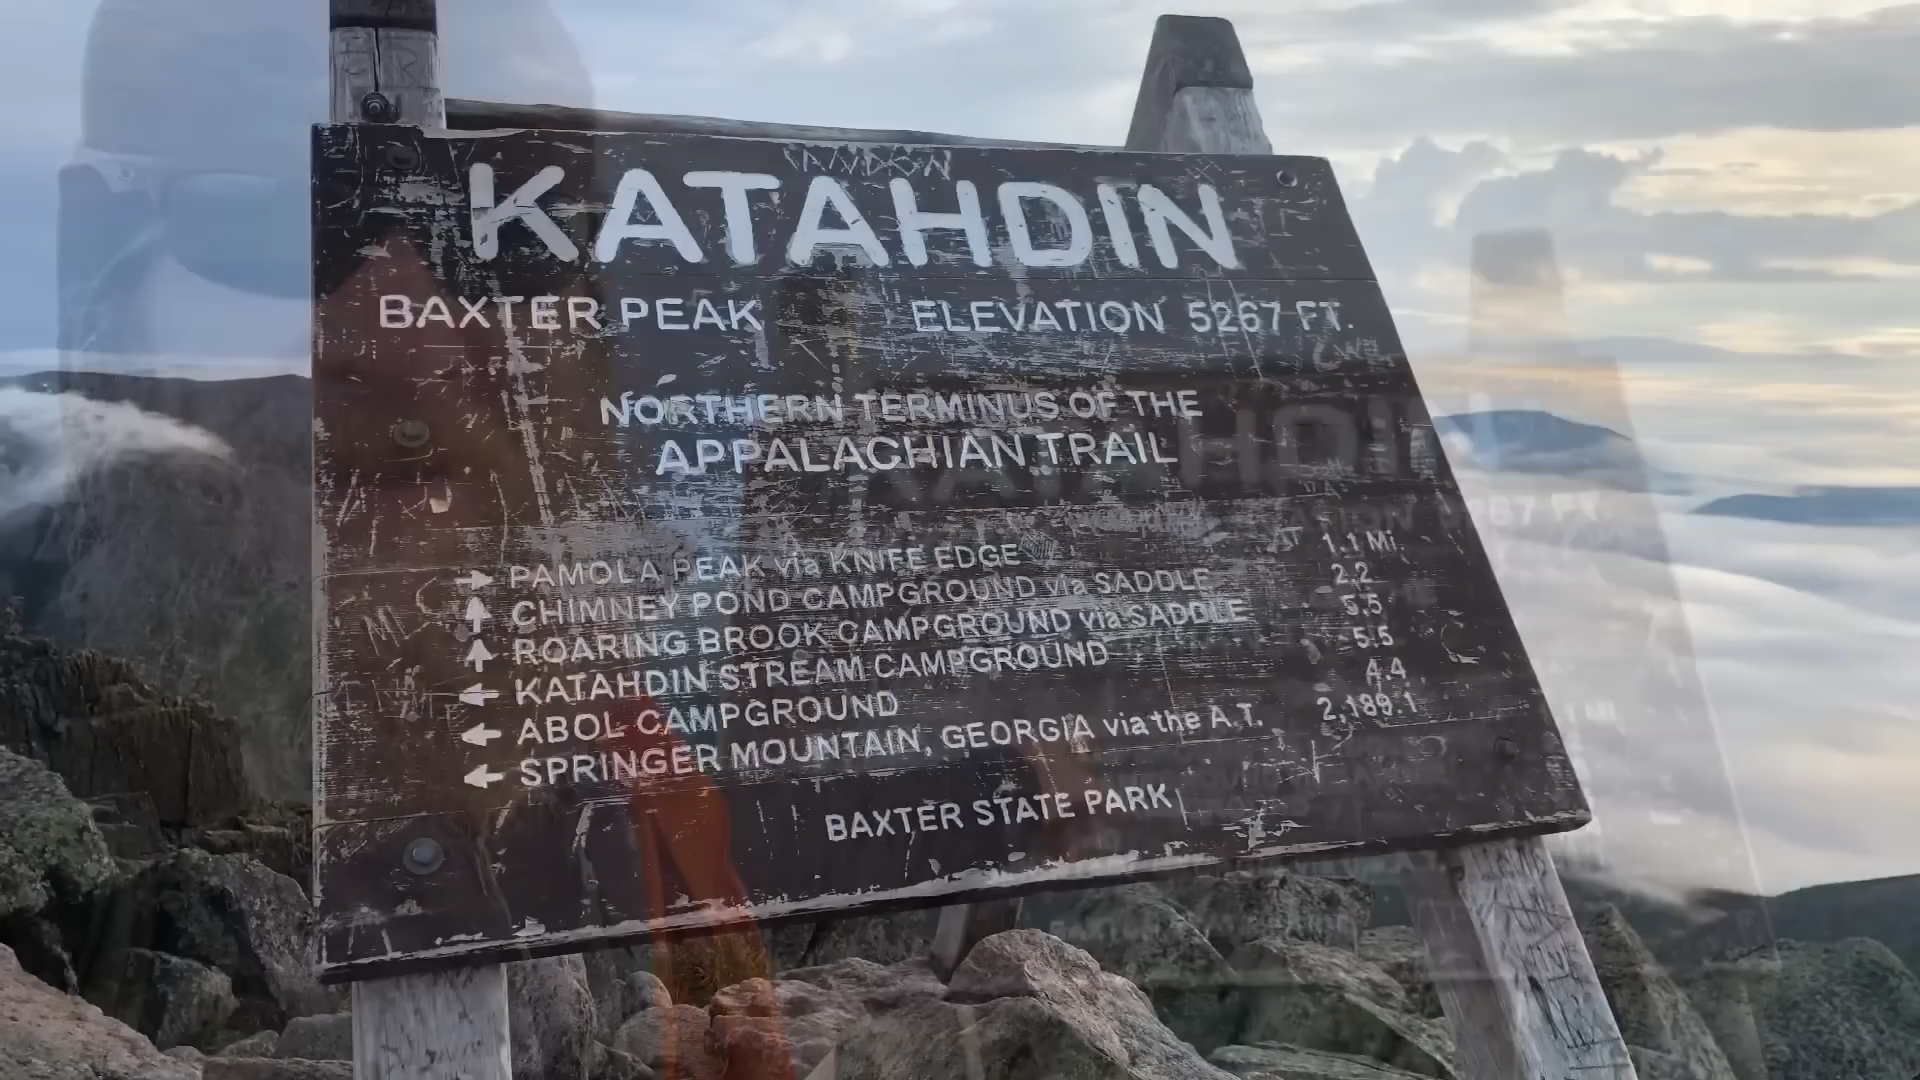 KATAHDIN
BAXTER PEAK ELEVATION 5267 FT.
NORTHERN TERMINUS OF THE
APPALACHIAN TRAIL
→ PAMOLA PEAK via KNIFE EDGE 1.1 Mi.
↑ CHIMNEY POND CAMPGROUND via SADDLE 2.2
↑ ROARING BROOK CAMPGROUND via SADDLE 5.5
← KATAHDIN STREAM CAMPGROUND 5.5
← ABOL CAMPGROUND 4.4
← SPRINGER MOUNTAIN, GEORGIA via the A.T. 2,189.1
BAXTER STATE PARK